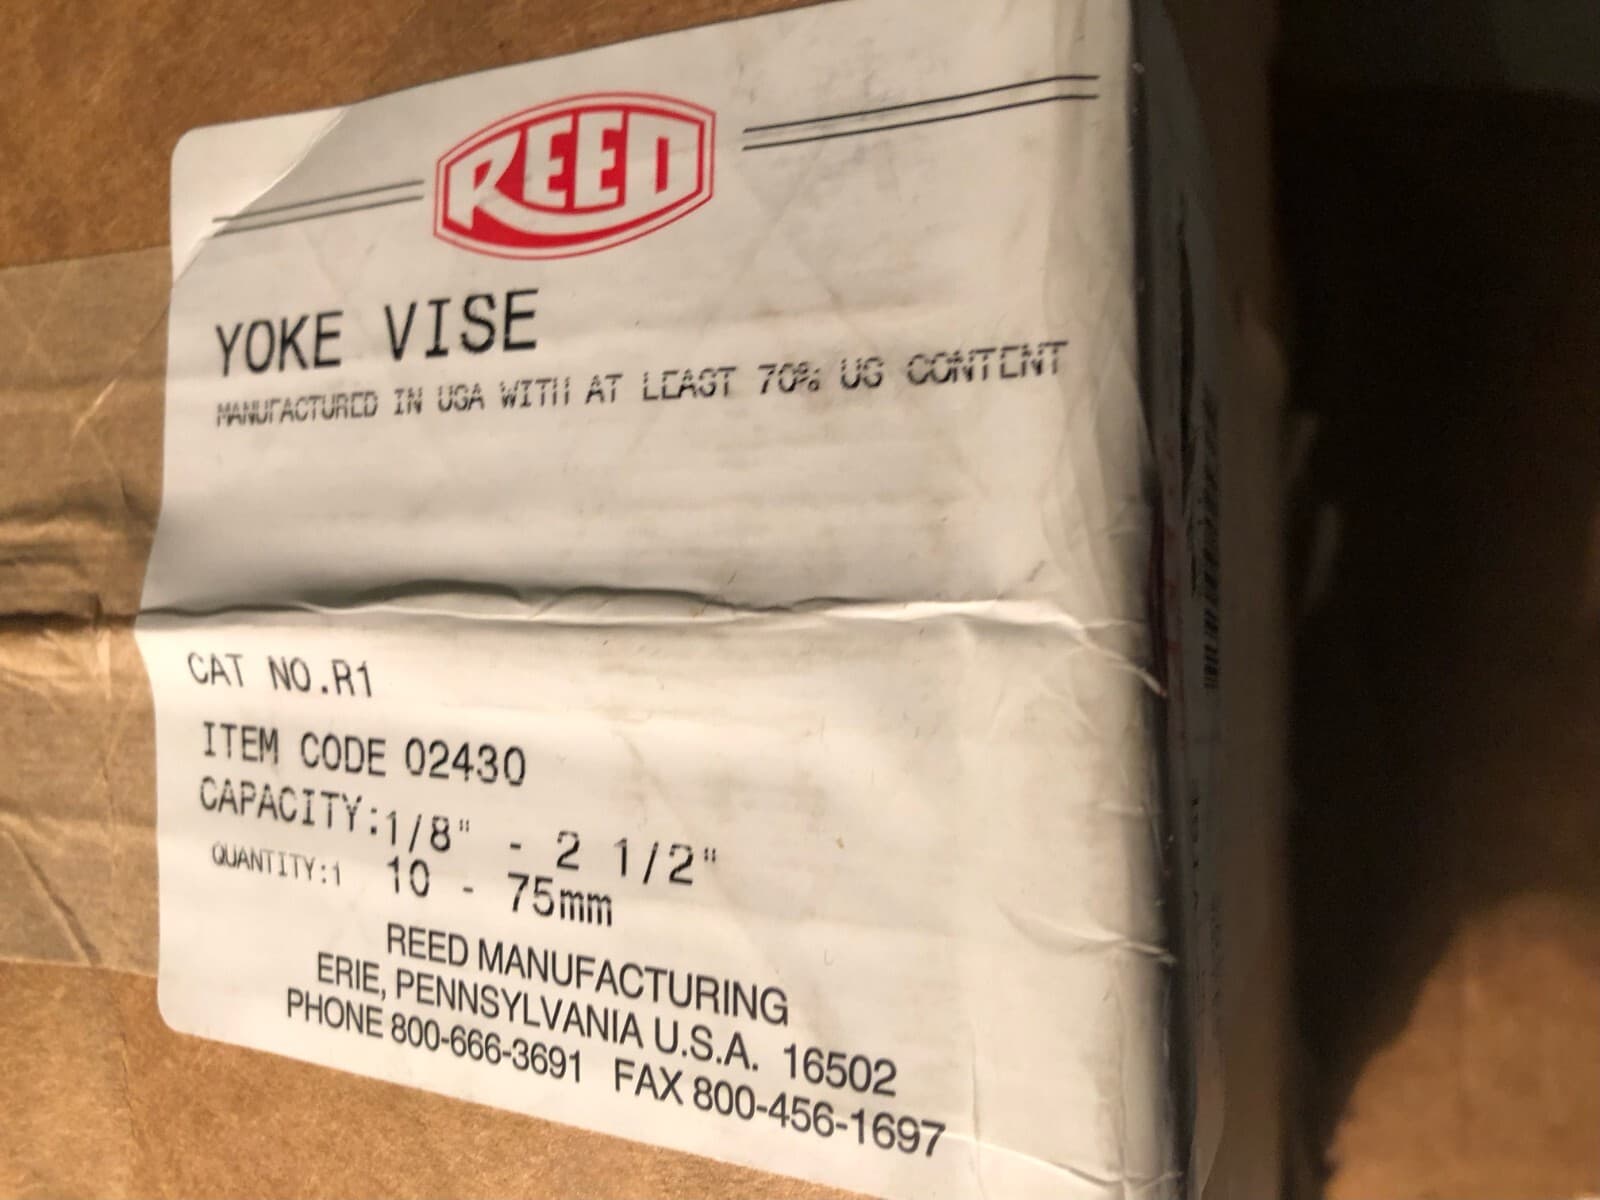 REED
YOKE VISE
MANUFACTURED IN USA WITH AT LEAST 70% US CONTENT
CAT NO.R1
ITEM CODE 02430
CAPACITY:1/8" - 2 1/2"
QUANTITY:1 10 - 75mm
REED MANUFACTURING
ERIE, PENNSYLVANIA U.S.A. 16502
PHONE 800-666-3691 FAX 800-456-1697